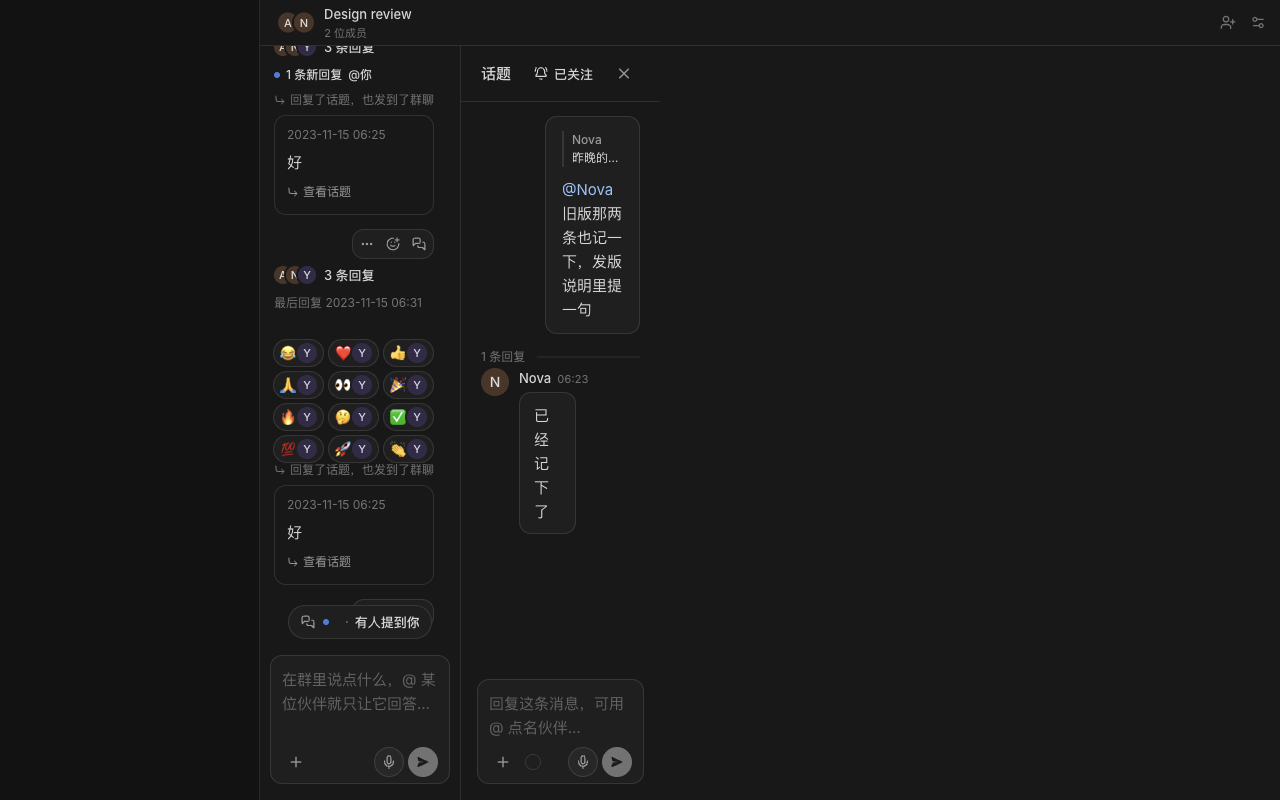 A N
Design review
2 位成员
A N Y 3 条回复
1 条新回复 @你
回复了话题，也发到了群聊
2023-11-15 06:25
好
查看话题
A N Y 3 条回复
最后回复 2023-11-15 06:31
😂 Y ❤️ Y 👍 Y
🙏 Y 👀 Y 🎉 Y
🔥 Y 🤔 Y ✅ Y
💯 Y 🚀 Y 👏 Y
回复了话题，也发到了群聊
2023-11-15 06:25
好
查看话题
· 有人提到你
在群里说点什么，@ 某
位伙伴就只让它回答...
话题
已关注
Nova
昨晚的...
@Nova
旧版那两
条也记一
下，发版
说明里提
一句
1 条回复
N
Nova 06:23
已
经
记
下
了
回复这条消息，可用
@ 点名伙伴...